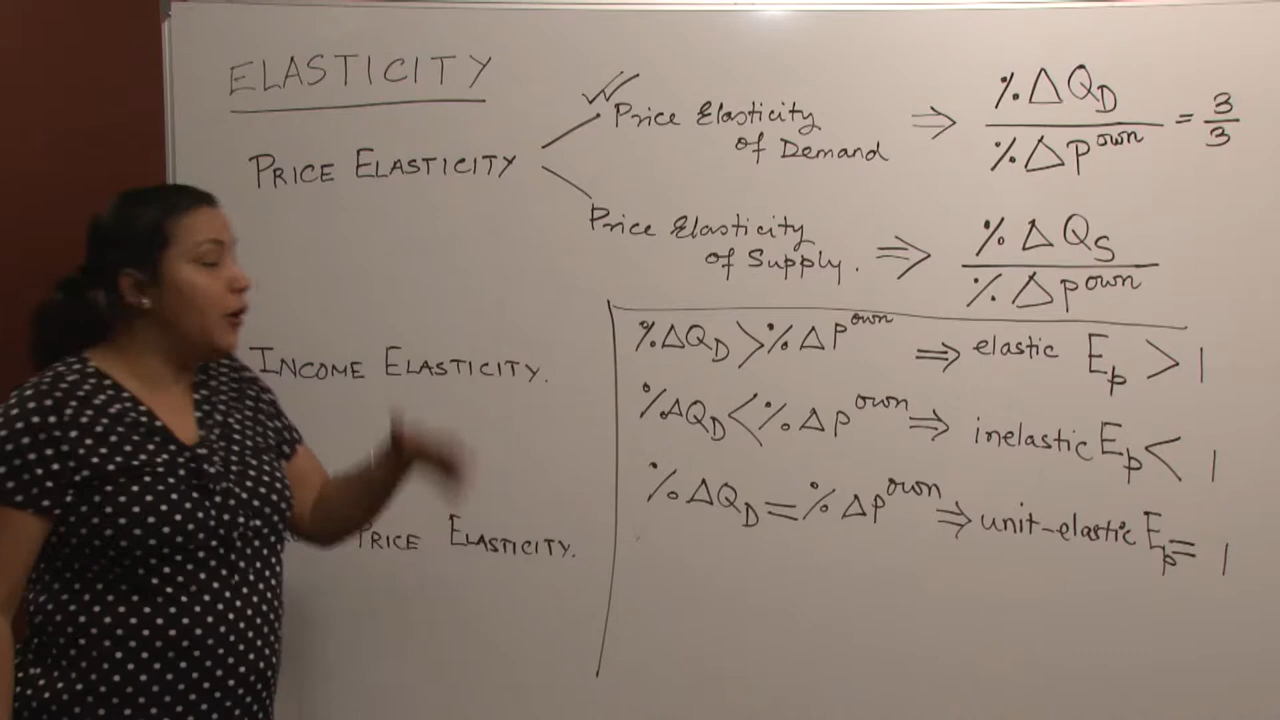 ELASTICITY
PRICE ELASTICITY
Price Elasticity
of Demand
⇒ %ΔQ_D / %ΔP^own = 3/3
Price Elasticity
of Supply.
⇒ %ΔQ_S / %ΔP^own
INCOME ELASTICITY.
PRICE ELASTICITY.
%ΔQ_D > %ΔP^own ⇒ elastic E_p > 1
%ΔQ_D < %ΔP^own ⇒ inelastic E_p < 1
%ΔQ_D = %ΔP^own ⇒ unit-elastic E_p = 1